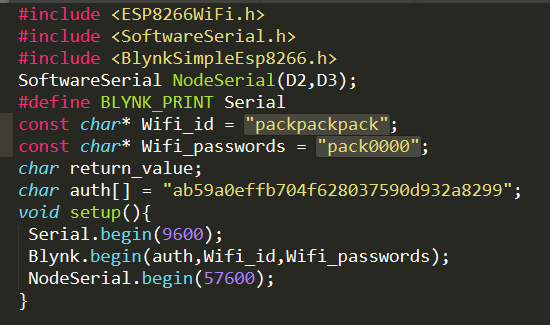 #include <ESP8266WiFi.h>
#include <SoftwareSerial.h>
#include <BlynkSimpleEsp8266.h>
SoftwareSerial NodeSerial(D2,D3);
#define BLYNK_PRINT Serial
const char* Wifi_id = "packpackpack";
const char* Wifi_passwords = "pack0000";
char return_value;
char auth[] = "ab59a0effb704f628037590d932a8299";
void setup(){
 Serial.begin(9600);
 Blynk.begin(auth,Wifi_id,Wifi_passwords);
 NodeSerial.begin(57600);
}